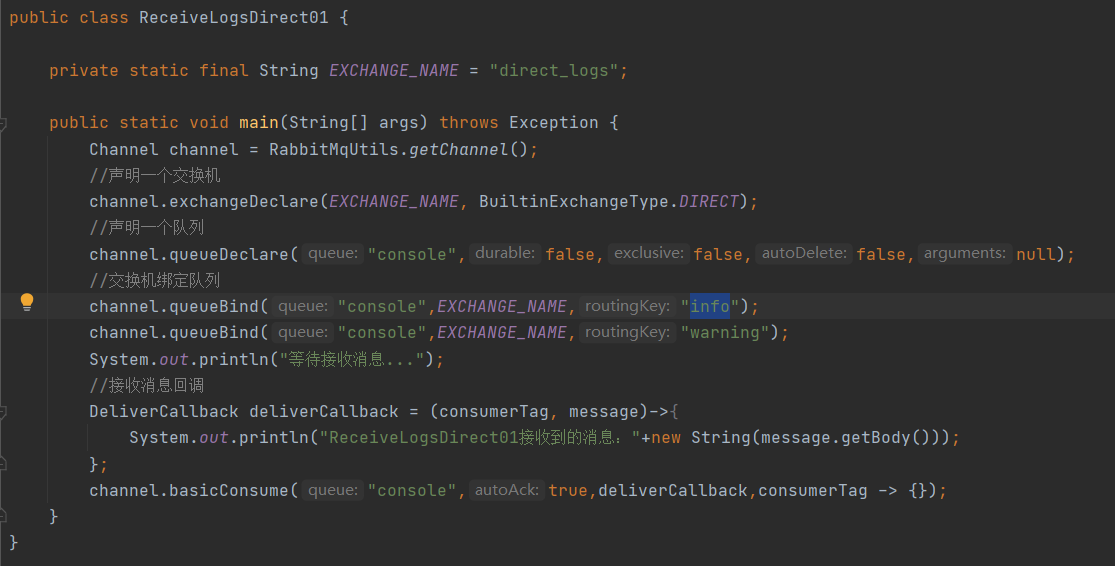 public class ReceiveLogsDirect01 {
private static final String EXCHANGE_NAME = "direct_logs";
public static void main(String[] args) throws Exception {
Channel channel = RabbitMqUtils.getChannel();
//声明一个交换机
channel.exchangeDeclare(EXCHANGE_NAME, BuiltinExchangeType.DIRECT);
//声明一个队列
channel.queueDeclare( queue: "console", durable: false, exclusive: false, autoDelete: false, arguments: null);
//交换机绑定队列
channel.queueBind( queue: "console",EXCHANGE_NAME, routingKey: "info");
channel.queueBind( queue: "console",EXCHANGE_NAME, routingKey: "warning");
System.out.println("等待接收消息...");
//接收消息回调
DeliverCallback deliverCallback = (consumerTag, message)->{
System.out.println("ReceiveLogsDirect01接收到的消息："+new String(message.getBody()));
};
channel.basicConsume( queue: "console", autoAck: true,deliverCallback,consumerTag -> {});
}
}